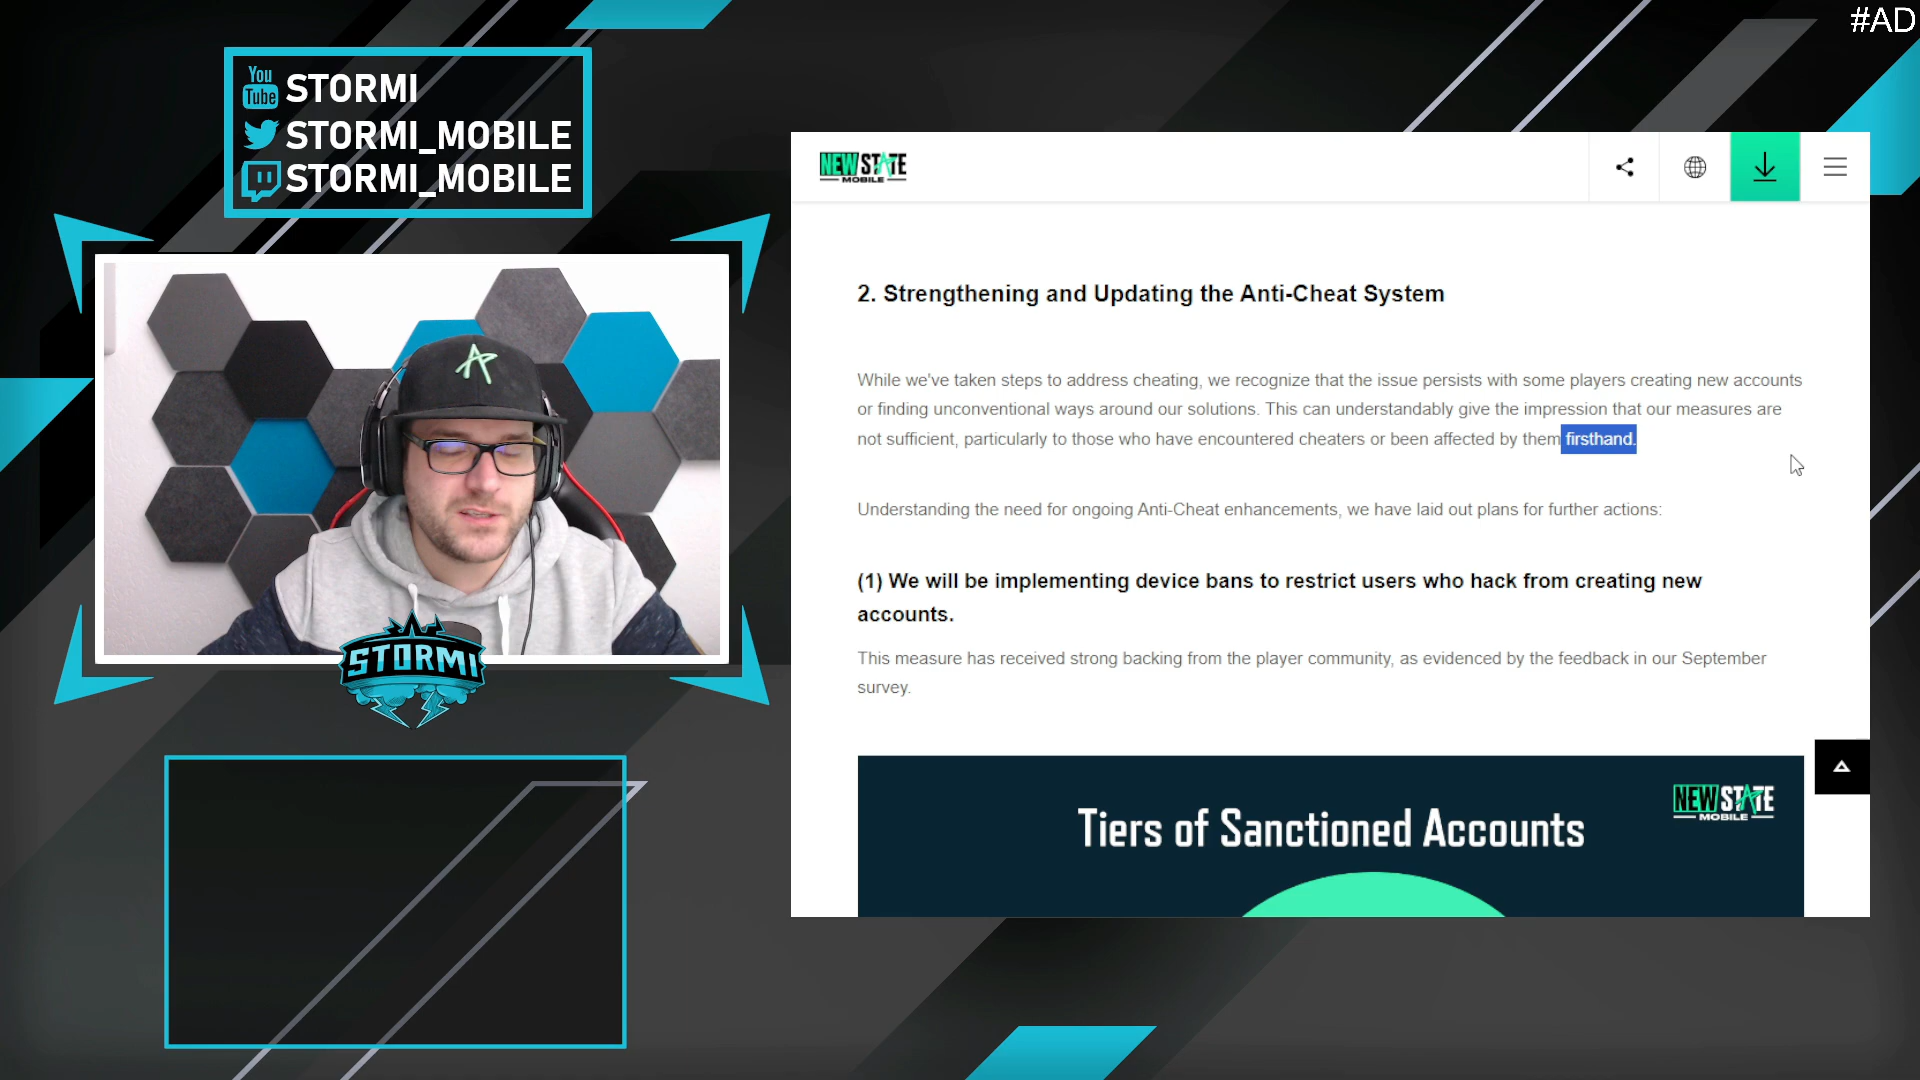 #AD
You
Tube STORMI
STORMI_MOBILE
STORMI_MOBILE
STORMI
NEW STATE
MOBILE
2. Strengthening and Updating the Anti-Cheat System
While we've taken steps to address cheating, we recognize that the issue persists with some players creating new accounts
or finding unconventional ways around our solutions. This can understandably give the impression that our measures are
not sufficient, particularly to those who have encountered cheaters or been affected by them firsthand.
Understanding the need for ongoing Anti-Cheat enhancements, we have laid out plans for further actions:
(1) We will be implementing device bans to restrict users who hack from creating new
accounts.
This measure has received strong backing from the player community, as evidenced by the feedback in our September
survey.
NEW STATE
MOBILE
Tiers of Sanctioned Accounts